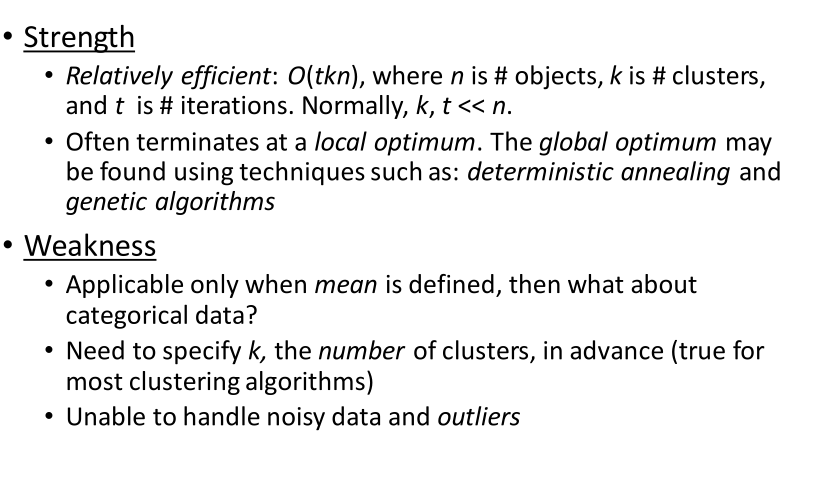 • Strength
• Relatively efficient: O(tkn), where n is # objects, k is # clusters,
and t is # iterations. Normally, k, t << n.
• Often terminates at a local optimum. The global optimum may
be found using techniques such as: deterministic annealing and
genetic algorithms
• Weakness
• Applicable only when mean is defined, then what about
categorical data?
• Need to specify k, the number of clusters, in advance (true for
most clustering algorithms)
• Unable to handle noisy data and outliers